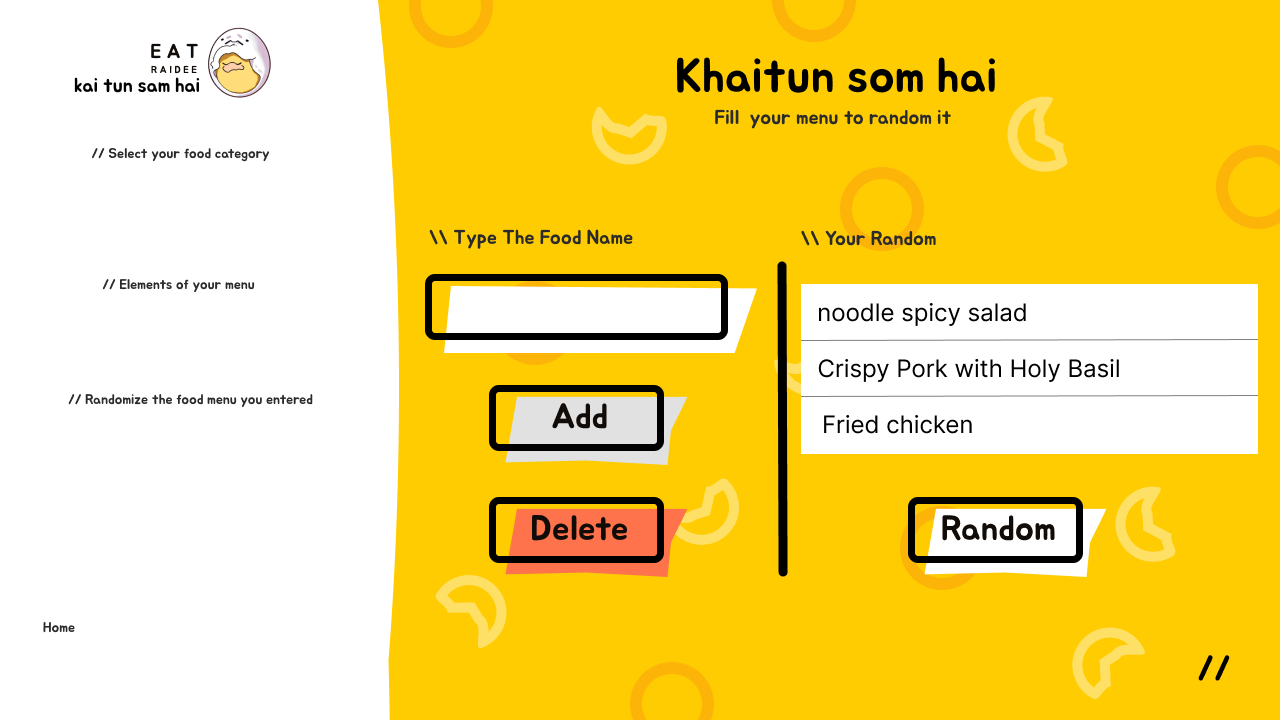 EAT
RAIDEE
kai tun sam hai
// Select your food category
// Elements of your menu
// Randomize the food menu you entered
Home
Khaitun som hai
Fill your menu to random it
\\ Type The Food Name
Add
Delete
\\ Your Random
noodle spicy salad
Crispy Pork with Holy Basil
Fried chicken
Random
//